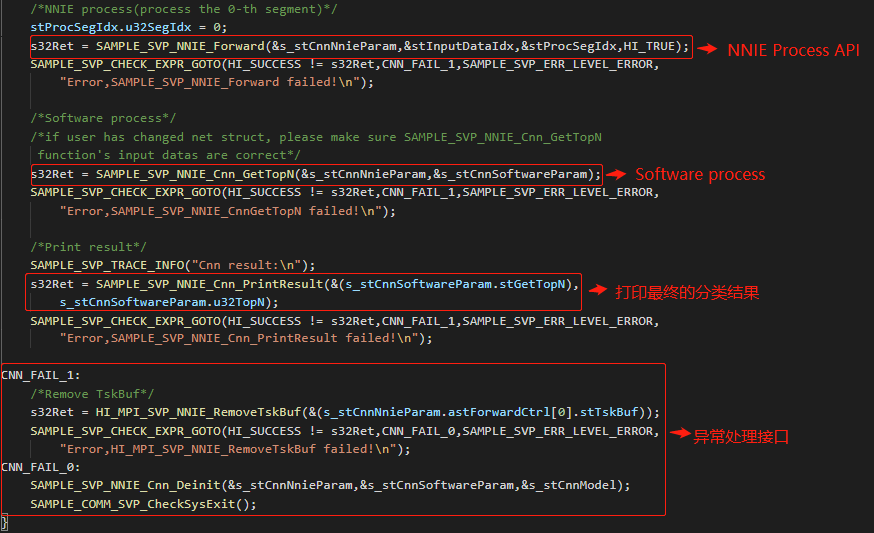 /*NNIE process(process the 0-th segment)*/
stProcSegIdx.u32SegIdx = 0;
s32Ret = SAMPLE_SVP_NNIE_Forward(&s_stCnnNnieParam,&stInputDataIdx,&stProcSegIdx,HI_TRUE);
NNIE Process API
SAMPLE_SVP_CHECK_EXPR_GOTO(HI_SUCCESS != s32Ret,CNN_FAIL_1,SAMPLE_SVP_ERR_LEVEL_ERROR,
"Error,SAMPLE_SVP_NNIE_Forward failed!\n");
/*Software process*/
/*if user has changed net struct, please make sure SAMPLE_SVP_NNIE_Cnn_GetTopN
function's input datas are correct*/
s32Ret = SAMPLE_SVP_NNIE_Cnn_GetTopN(&s_stCnnNnieParam,&s_stCnnSoftwareParam);
Software process
SAMPLE_SVP_CHECK_EXPR_GOTO(HI_SUCCESS != s32Ret,CNN_FAIL_1,SAMPLE_SVP_ERR_LEVEL_ERROR,
"Error,SAMPLE_SVP_NNIE_CnnGetTopN failed!\n");
/*Print result*/
SAMPLE_SVP_TRACE_INFO("Cnn result:\n");
s32Ret = SAMPLE_SVP_NNIE_Cnn_PrintResult(&(s_stCnnSoftwareParam.stGetTopN),
打印最终的分类结果
s_stCnnSoftwareParam.u32TopN);
SAMPLE_SVP_CHECK_EXPR_GOTO(HI_SUCCESS != s32Ret,CNN_FAIL_1,SAMPLE_SVP_ERR_LEVEL_ERROR,
"Error,SAMPLE_SVP_NNIE_Cnn_PrintResult failed!\n");
CNN_FAIL_1:
/*Remove TskBuf*/
s32Ret = HI_MPI_SVP_NNIE_RemoveTskBuf(&(s_stCnnNnieParam.astForwardCtrl[0].stTskBuf));
SAMPLE_SVP_CHECK_EXPR_GOTO(HI_SUCCESS != s32Ret,CNN_FAIL_0,SAMPLE_SVP_ERR_LEVEL_ERROR,
异常处理接口
"Error,HI_MPI_SVP_NNIE_RemoveTskBuf failed!\n");
CNN_FAIL_0:
SAMPLE_SVP_NNIE_Cnn_Deinit(&s_stCnnNnieParam,&s_stCnnSoftwareParam,&s_stCnnModel);
SAMPLE_COMM_SVP_CheckSysExit();
}